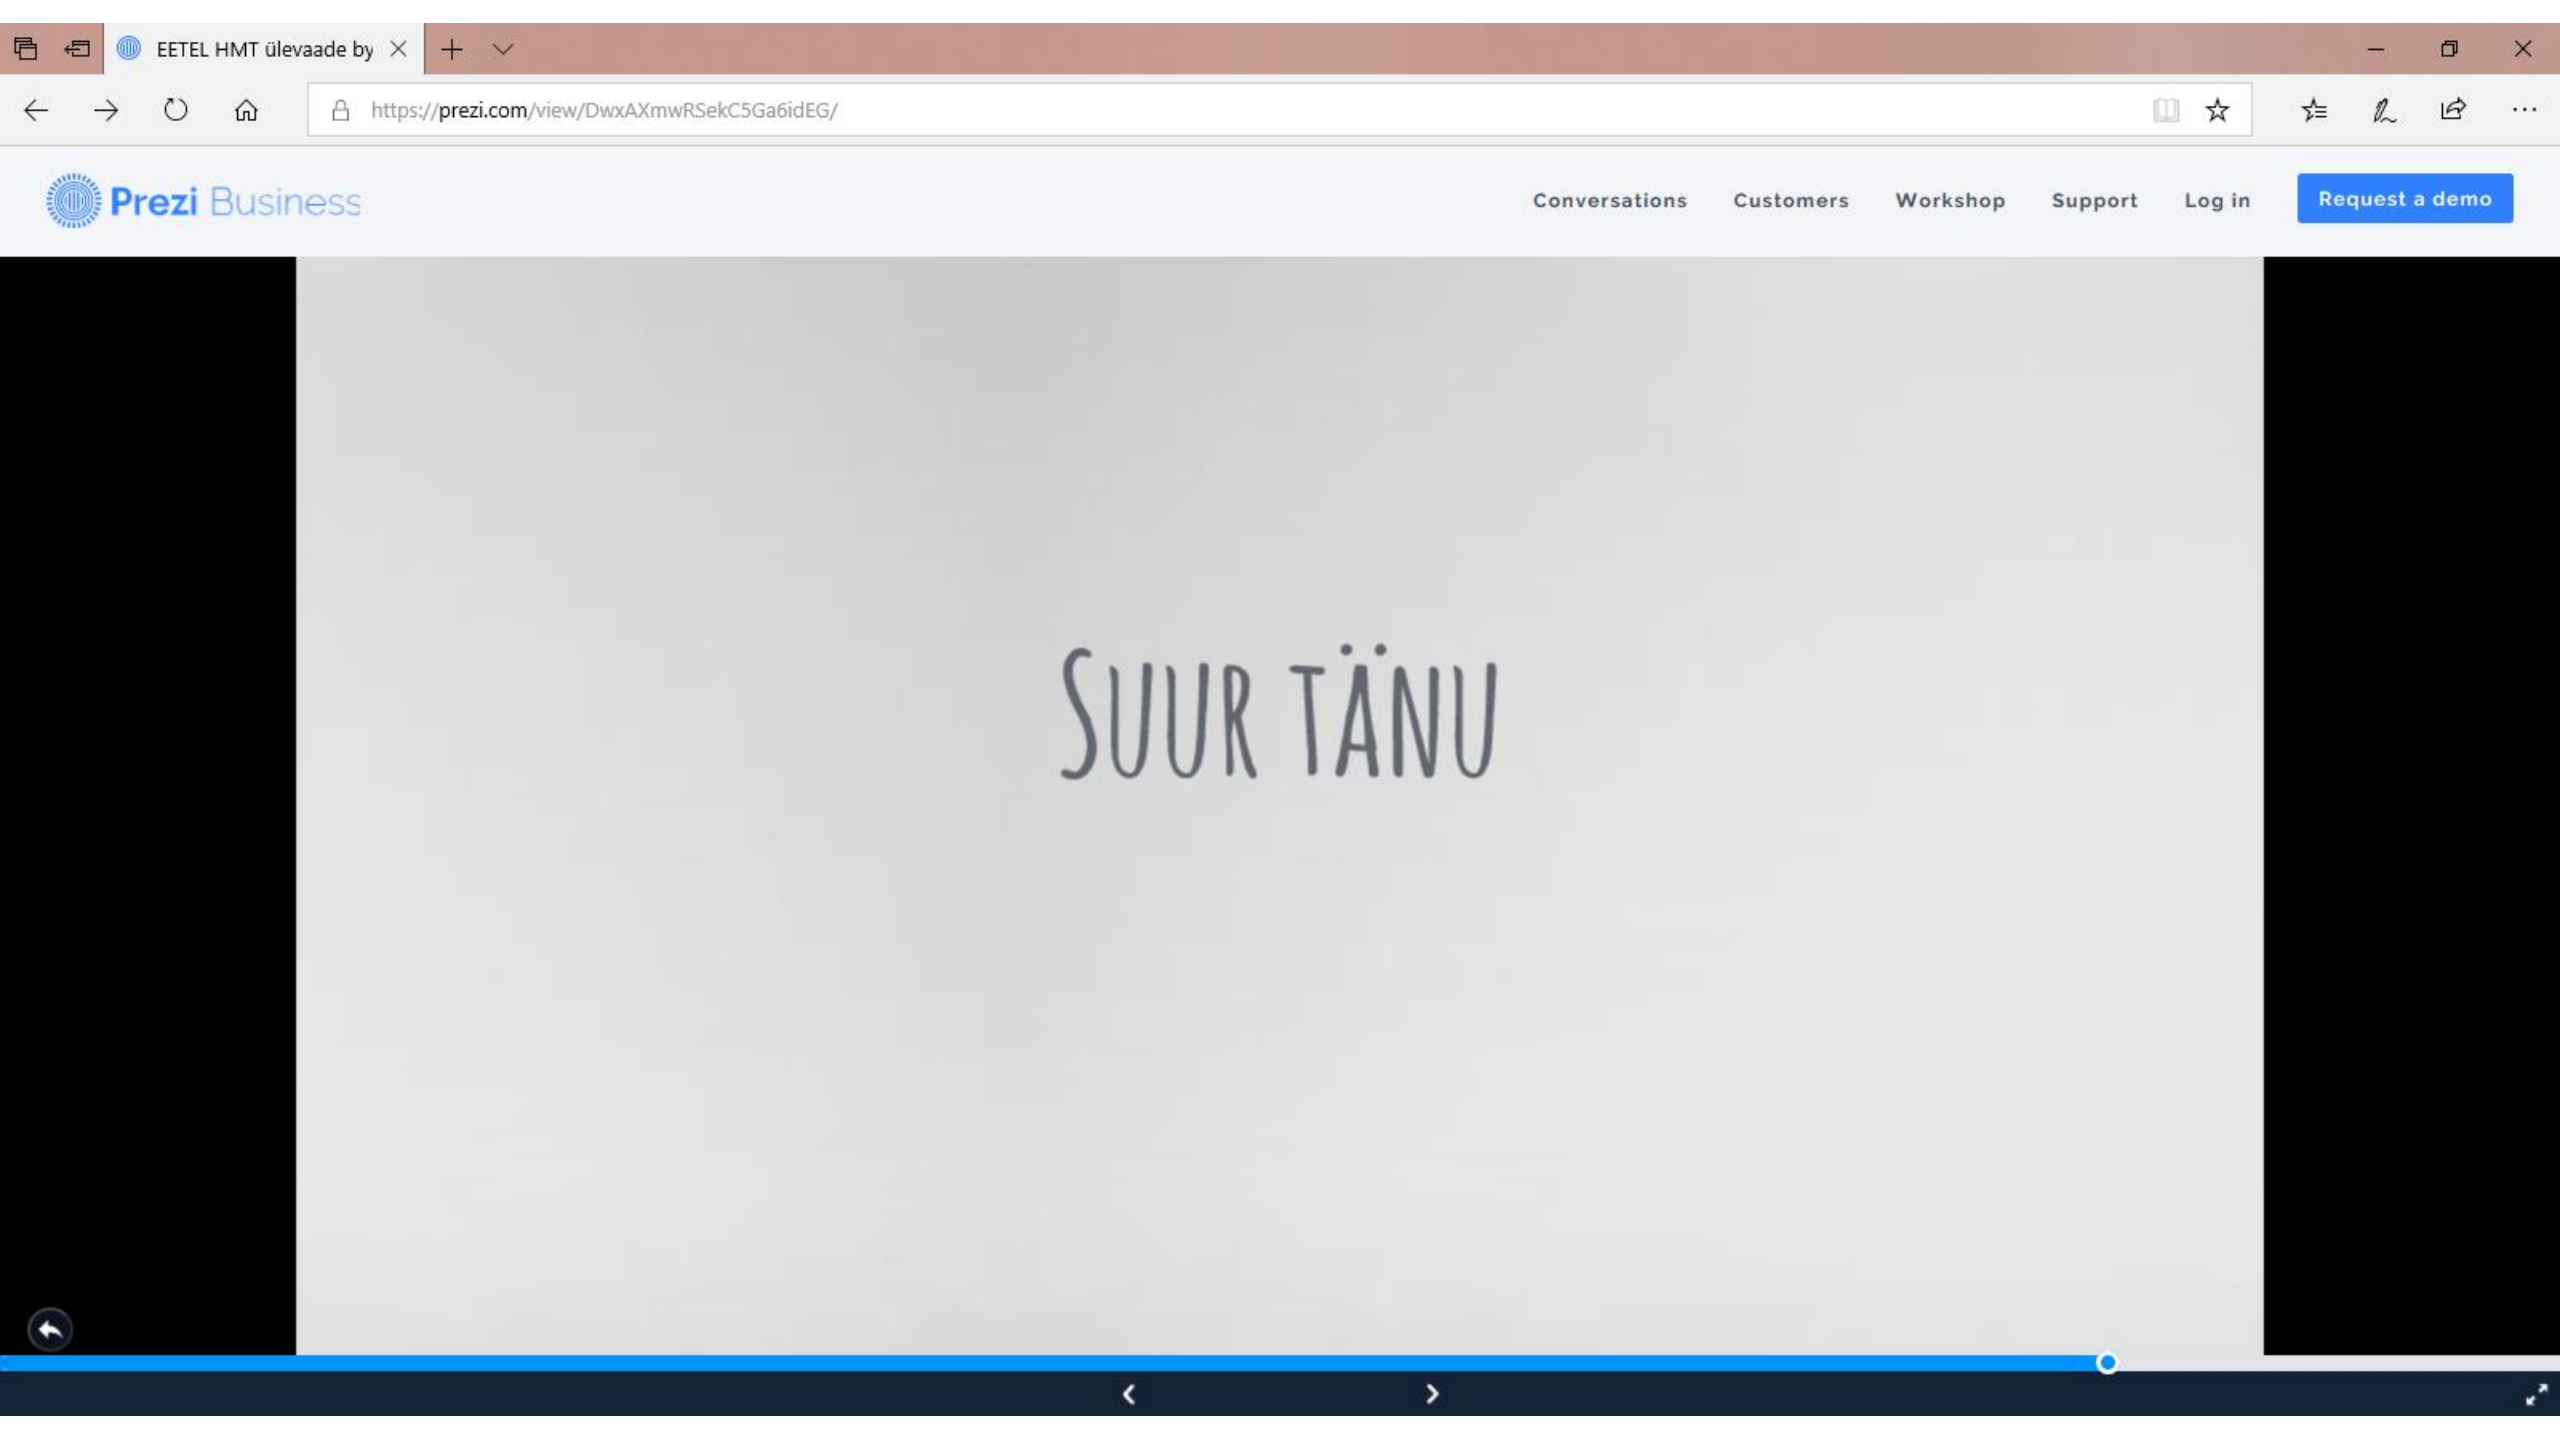 EETEL HMT ülevaade by
https://prezi.com/view/DwxAXmwRSekC5Ga6idEG/
Prezi Business
Conversations Customers Workshop Support Log in Request a demo
SUUR TÄNU